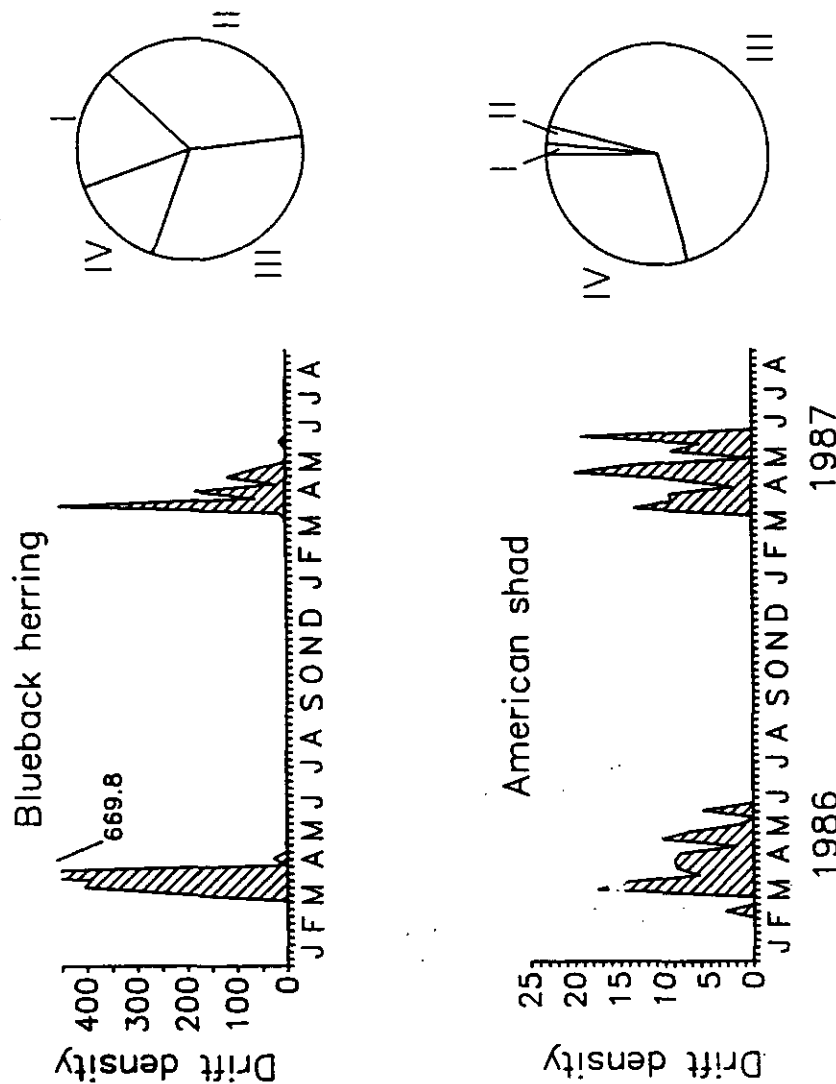 Blueback herring
Drift density
400
300
200
100
0
669.8
J F M A M J J A S O N D J F M A M J J A
I
II
III
IV
American shad
Drift density
25
20
15
10
5
0
J F M A M J J A S O N D J F M A M J J A
1986
1987
I
II
III
IV